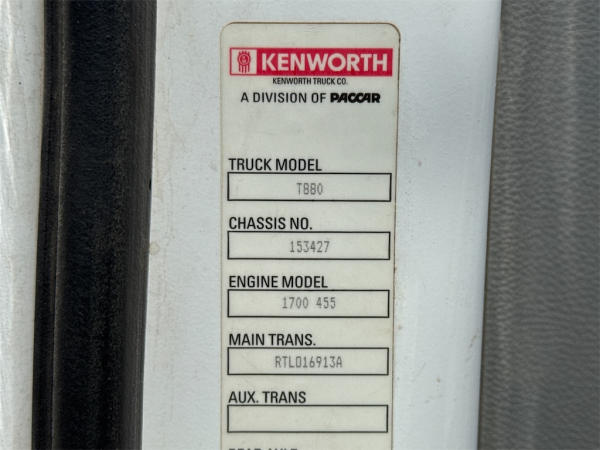 KENWORTH
KENWORTH TRUCK CO.
A DIVISION OF PACCAR
TRUCK MODEL
T880
CHASSIS NO.
153427
ENGINE MODEL
1700 455
MAIN TRANS.
RTLO16913A
AUX. TRANS